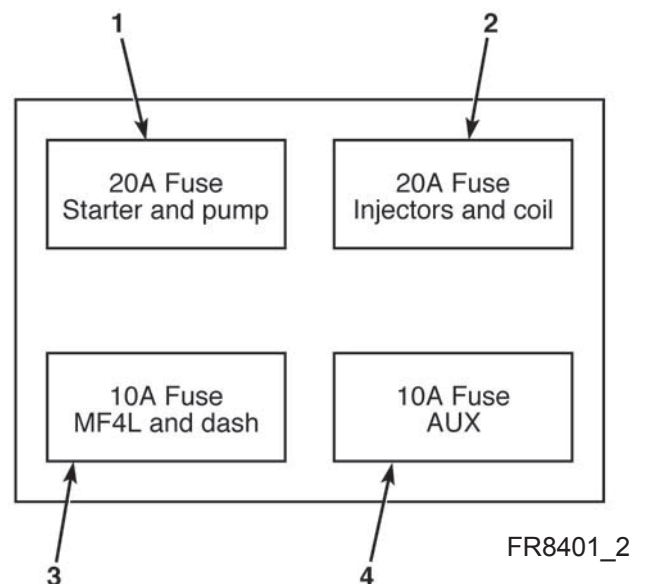 1
2
20A Fuse
Starter and pump
20A Fuse
Injectors and coil
10A Fuse
MF4L and dash
10A Fuse
AUX
3
4
FR8401_2